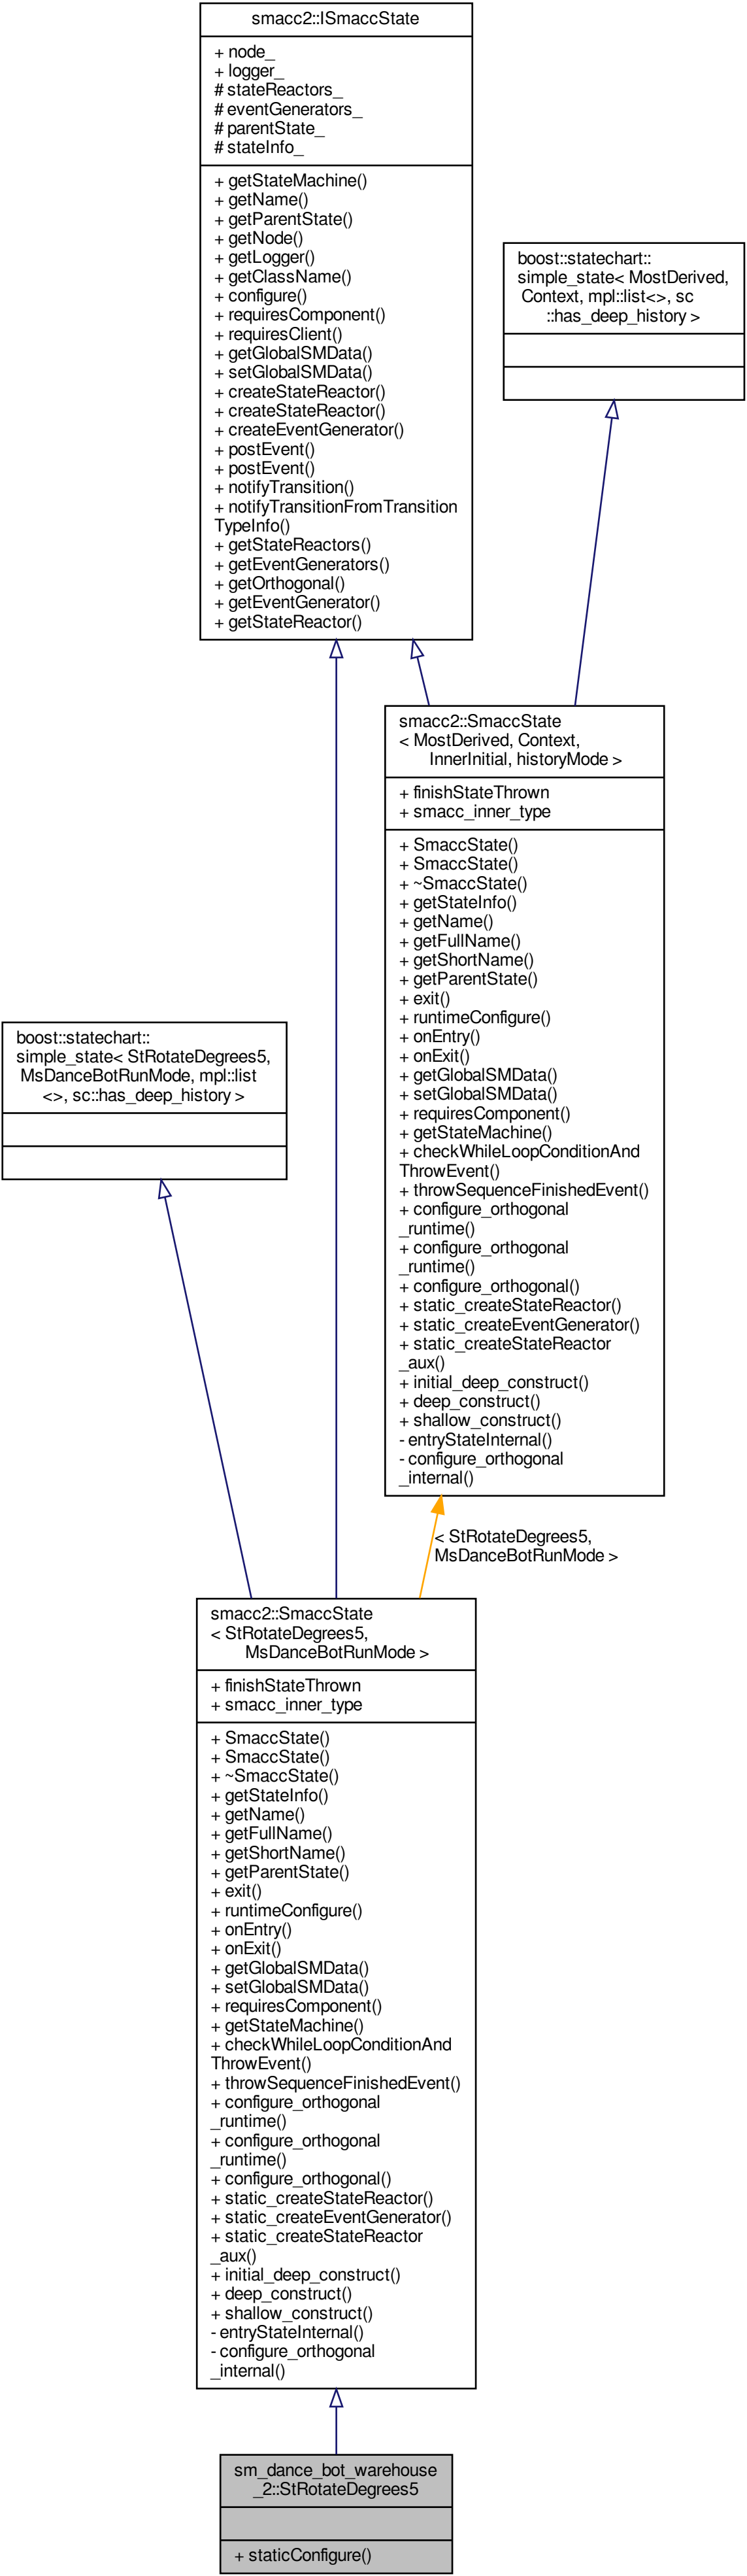 smacc2::ISmaccState
+ node_
+ logger_
# stateReactors_
# eventGenerators_
# parentState_
# stateInfo_
+ getStateMachine()
+ getName()
+ getParentState()
+ getNode()
+ getLogger()
+ getClassName()
+ configure()
+ requiresComponent()
+ requiresClient()
+ getGlobalSMData()
+ setGlobalSMData()
+ createStateReactor()
+ createStateReactor()
+ createEventGenerator()
+ postEvent()
+ postEvent()
+ notifyTransition()
+ notifyTransitionFromTransition
TypeInfo()
+ getStateReactors()
+ getEventGenerators()
+ getOrthogonal()
+ getEventGenerator()
+ getStateReactor()
boost::statechart::
simple_state< MostDerived,
Context, mpl::list<>, sc
::has_deep_history >
smacc2::SmaccState
< MostDerived, Context,
InnerInitial, historyMode >
+ finishStateThrown
+ smacc_inner_type
+ SmaccState()
+ SmaccState()
+ ~SmaccState()
+ getStateInfo()
+ getName()
+ getFullName()
+ getShortName()
+ getParentState()
+ exit()
+ runtimeConfigure()
+ onEntry()
+ onExit()
+ getGlobalSMData()
+ setGlobalSMData()
+ requiresComponent()
+ getStateMachine()
+ checkWhileLoopConditionAnd
ThrowEvent()
+ throwSequenceFinishedEvent()
+ configure_orthogonal
_runtime()
+ configure_orthogonal
_runtime()
+ configure_orthogonal()
+ static_createStateReactor()
+ static_createEventGenerator()
+ static_createStateReactor
_aux()
+ initial_deep_construct()
+ deep_construct()
+ shallow_construct()
- entryStateInternal()
- configure_orthogonal
_internal()
boost::statechart::
simple_state< StRotateDegrees5,
MsDanceBotRunMode, mpl::list
<>, sc::has_deep_history >
< StRotateDegrees5,
MsDanceBotRunMode >
smacc2::SmaccState
< StRotateDegrees5,
MsDanceBotRunMode >
+ finishStateThrown
+ smacc_inner_type
+ SmaccState()
+ SmaccState()
+ ~SmaccState()
+ getStateInfo()
+ getName()
+ getFullName()
+ getShortName()
+ getParentState()
+ exit()
+ runtimeConfigure()
+ onEntry()
+ onExit()
+ getGlobalSMData()
+ setGlobalSMData()
+ requiresComponent()
+ getStateMachine()
+ checkWhileLoopConditionAnd
ThrowEvent()
+ throwSequenceFinishedEvent()
+ configure_orthogonal
_runtime()
+ configure_orthogonal
_runtime()
+ configure_orthogonal()
+ static_createStateReactor()
+ static_createEventGenerator()
+ static_createStateReactor
_aux()
+ initial_deep_construct()
+ deep_construct()
+ shallow_construct()
- entryStateInternal()
- configure_orthogonal
_internal()
sm_dance_bot_warehouse
_2::StRotateDegrees5
+ staticConfigure()